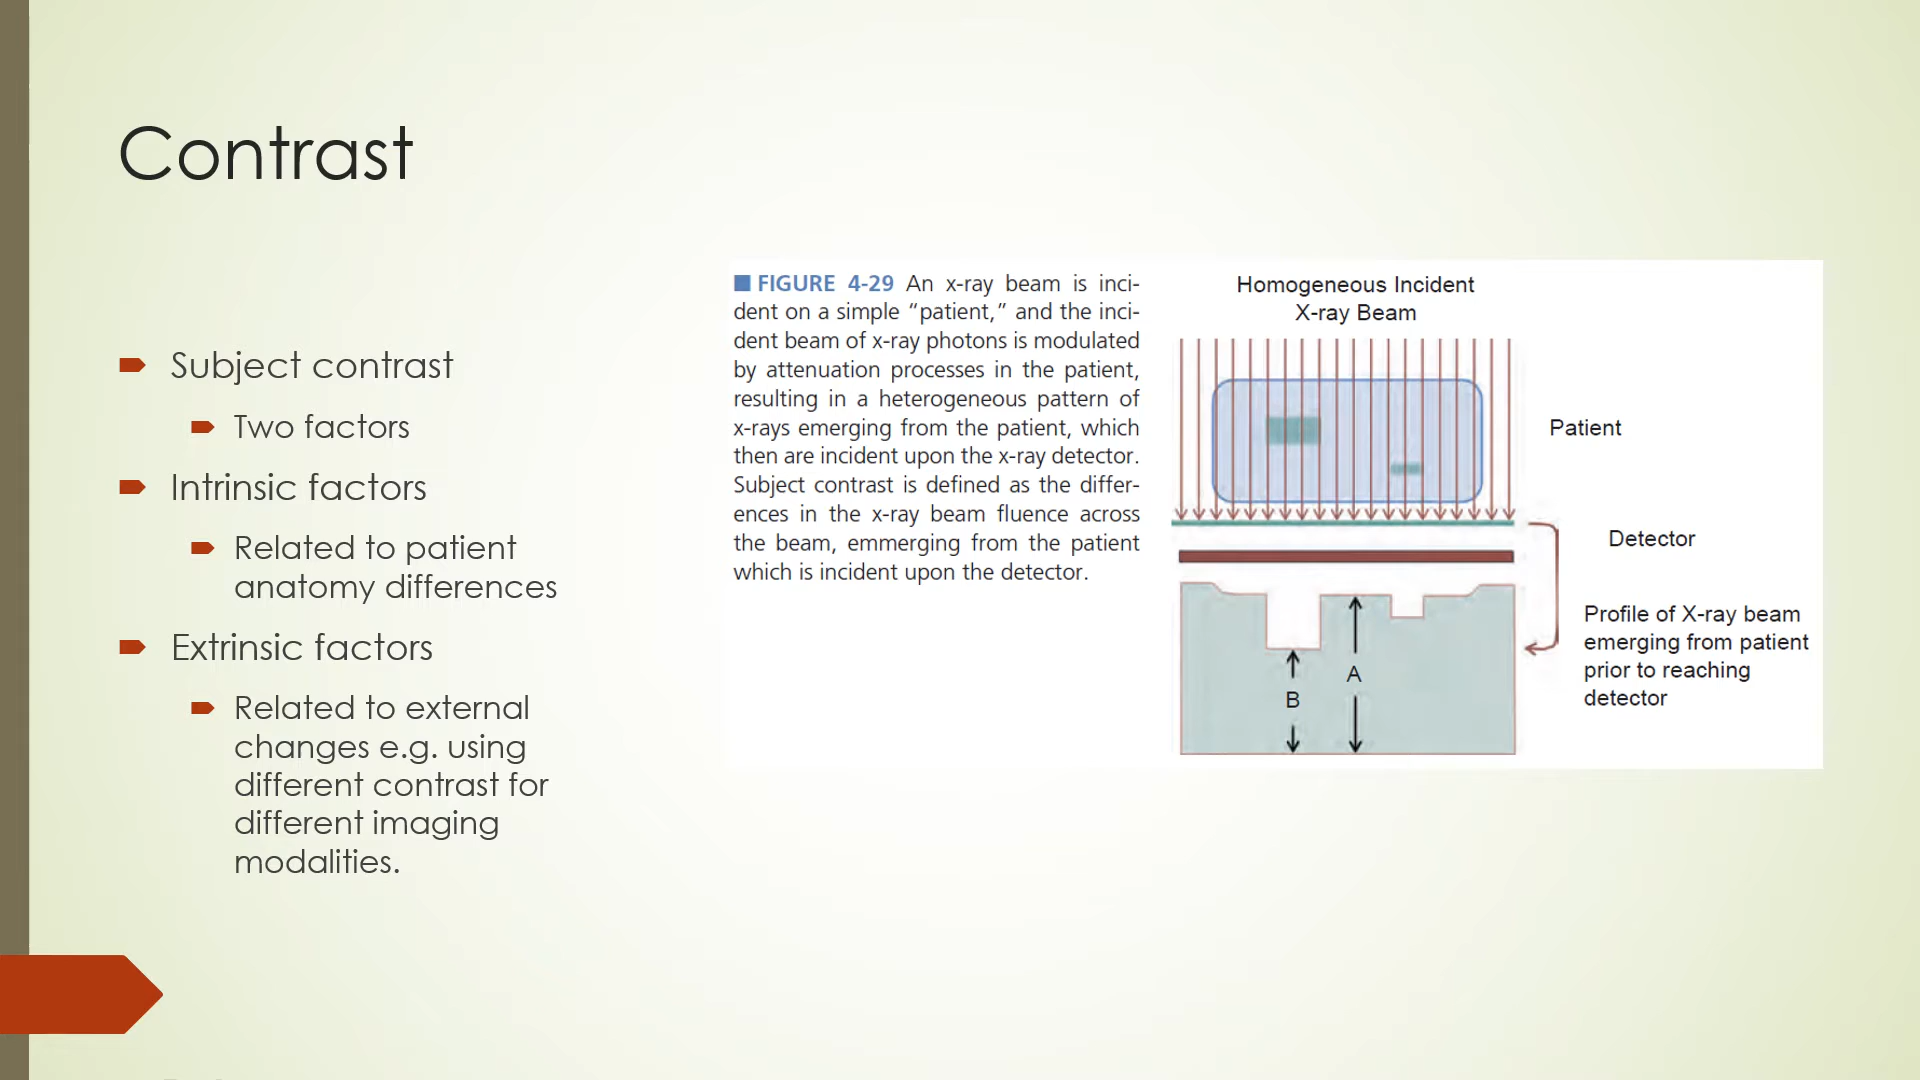 Contrast
Subject contrast
Two factors
Intrinsic factors
Related to patient
anatomy differences
Extrinsic factors
Related to external
changes e.g. using
different contrast for
different imaging
modalities.
FIGURE 4-29 An x-ray beam is inci-
dent on a simple “patient,” and the inci-
dent beam of x-ray photons is modulated
by attenuation processes in the patient,
resulting in a heterogeneous pattern of
x-rays emerging from the patient, which
then are incident upon the x-ray detector.
Subject contrast is defined as the differ-
ences in the x-ray beam fluence across
the beam, emmerging from the patient
which is incident upon the detector.
Homogeneous Incident
X-ray Beam
Patient
Detector
Profile of X-ray beam
emerging from patient
prior to reaching
detector
A
B